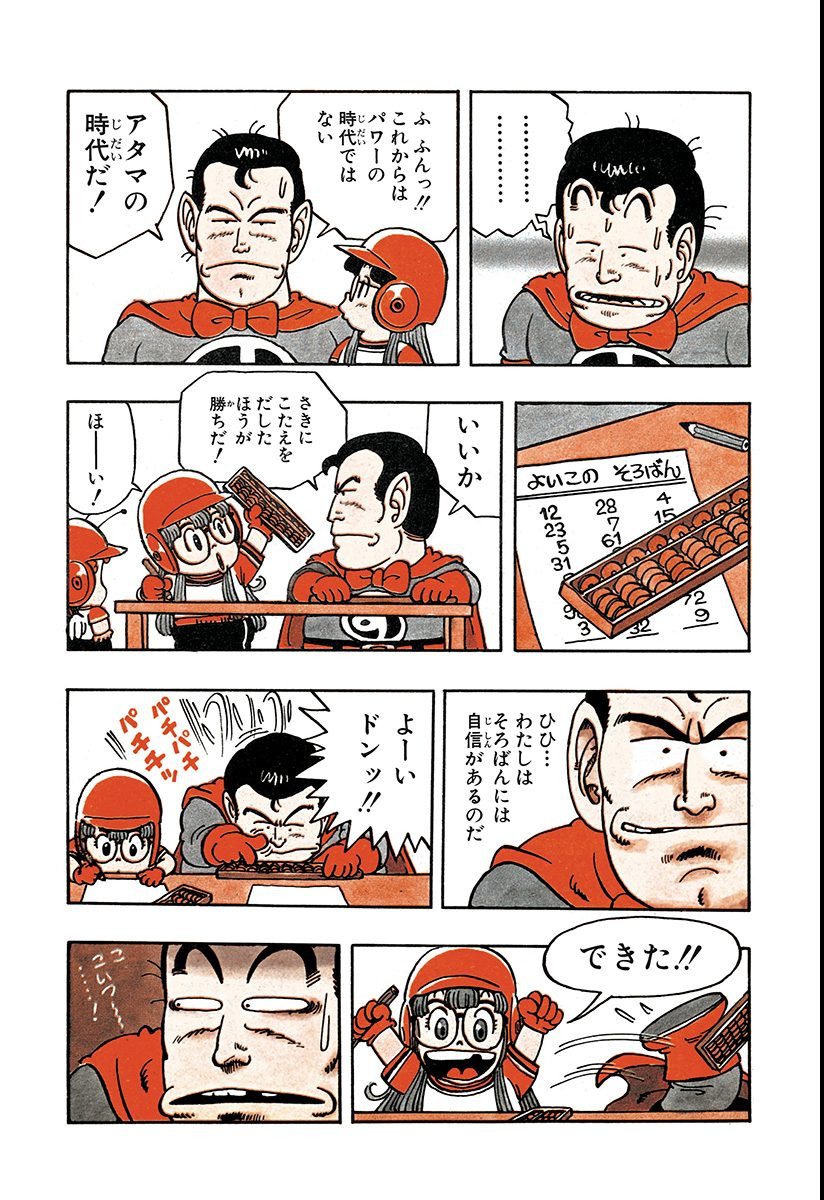 …………
…………
ふ ふんっ!!
これからは
パワーの
時代では
ない
アタマの
時代だ!
よいこの そろばん
12 28 4
23 7 15
5 61
31
72
3 32 9
いいか
さきに
こたえを
だした
ほうが
勝ちだ!
ほーい!
ひひ…
わたしは
そろばんには
自信があるのだ
よーい
ドンッ!!
パチパチ
パチチッ
できた!!
こ
こいつ〜
……!